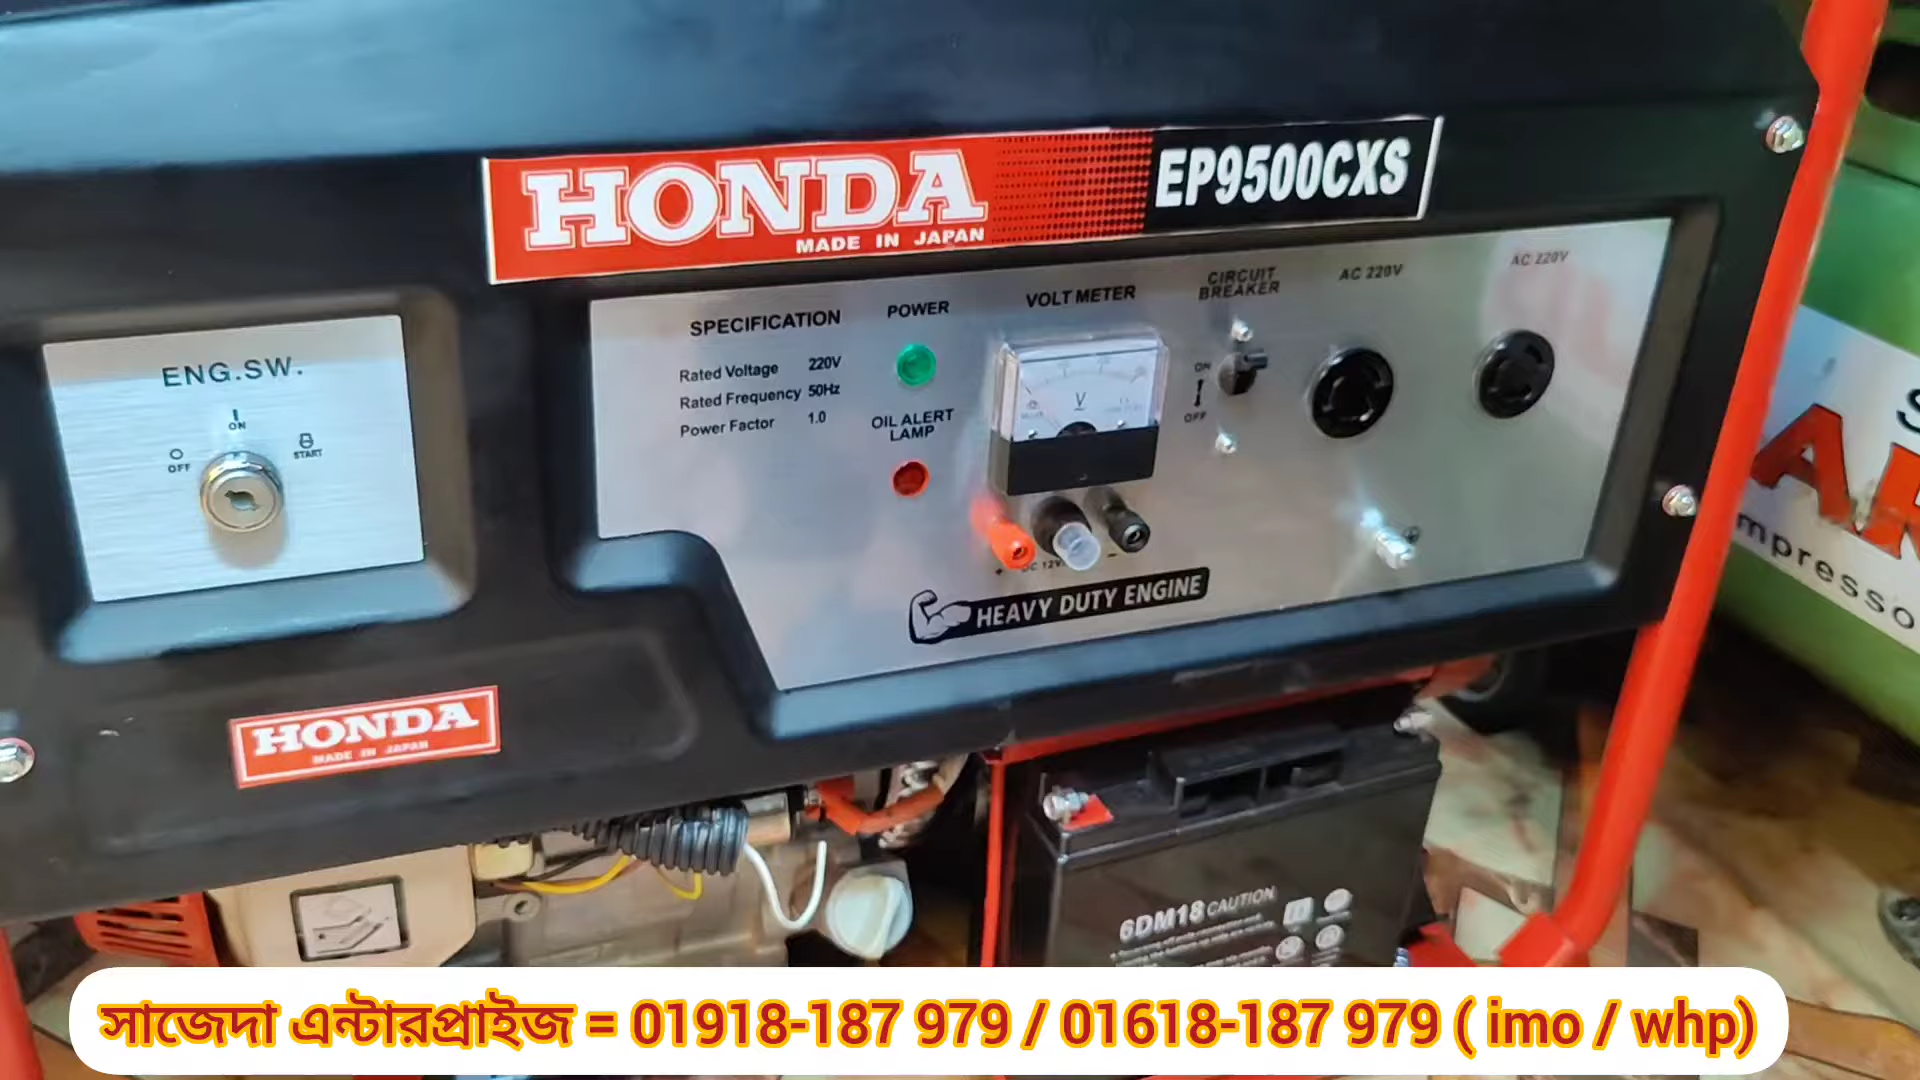 HONDA
MADE IN JAPAN
EP9500CXS
ENG.SW.
ON
OFF
START
SPECIFICATION
Rated Voltage 220V
Rated Frequency 50Hz
Power Factor 1.0
POWER
OIL ALERT
LAMP
VOLT METER
V
CIRCUIT
BREAKER
ON
OFF
AC 220V
AC 220V
+ DC 12V -
HEAVY DUTY ENGINE
HONDA
MADE IN JAPAN
6DM18 CAUTION
mpresso
সাজেদা এন্টারপ্রাইজ = 01918-187 979 / 01618-187 979 ( imo / whp)